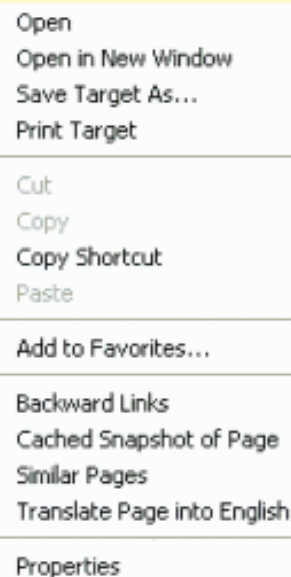 Open
Open in New Window
Save Target As...
Print Target
Cut
Copy
Copy Shortcut
Paste
Add to Favorites...
Backward Links
Cached Snapshot of Page
Similar Pages
Translate Page into English
Properties